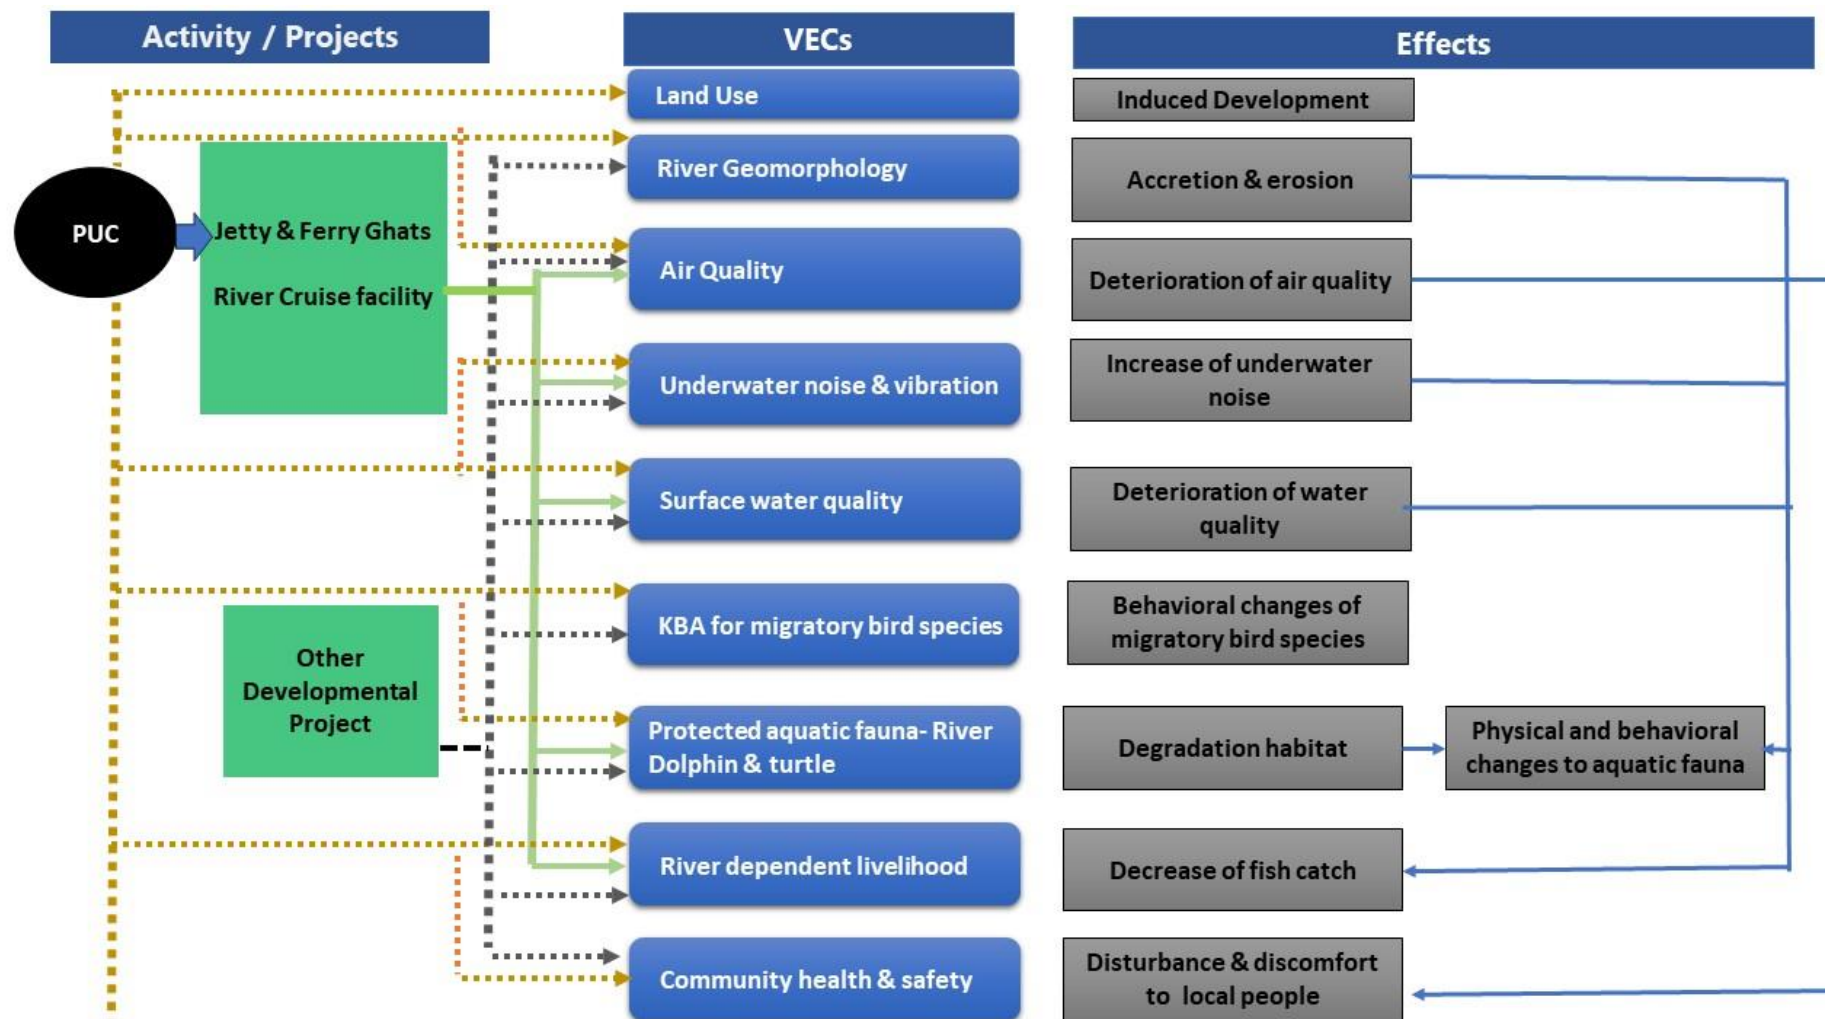 Activity / Projects
VECs
Effects
Land Use
Induced Development
River Geomorphology
Accretion & erosion
PUC
Jetty & Ferry Ghats
River Cruise facility
Air Quality
Deterioration of air quality
Underwater noise & vibration
Increase of underwater
noise
Surface water quality
Deterioration of water
quality
KBA for migratory bird species
Behavioral changes of
migratory bird species
Other
Developmental
Project
Protected aquatic fauna- River
Dolphin & turtle
Degradation habitat
Physical and behavioral
changes to aquatic fauna
River dependent livelihood
Decrease of fish catch
Community health & safety
Disturbance & discomfort
to local people